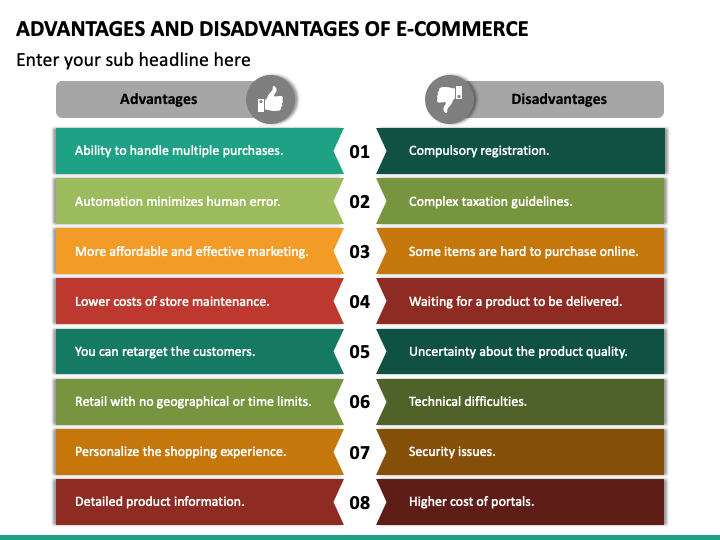 ADVANTAGES AND DISADVANTAGES OF E-COMMERCE
Enter your sub headline here
Advantages
Disadvantages
Ability to handle multiple purchases.
01
Compulsory registration.
Automation minimizes human error.
02
Complex taxation guidelines.
More affordable and effective marketing.
03
Some items are hard to purchase online.
Lower costs of store maintenance.
04
Waiting for a product to be delivered.
You can retarget the customers.
05
Uncertainty about the product quality.
Retail with no geographical or time limits.
06
Technical difficulties.
Personalize the shopping experience.
07
Security issues.
Detailed product information.
08
Higher cost of portals.